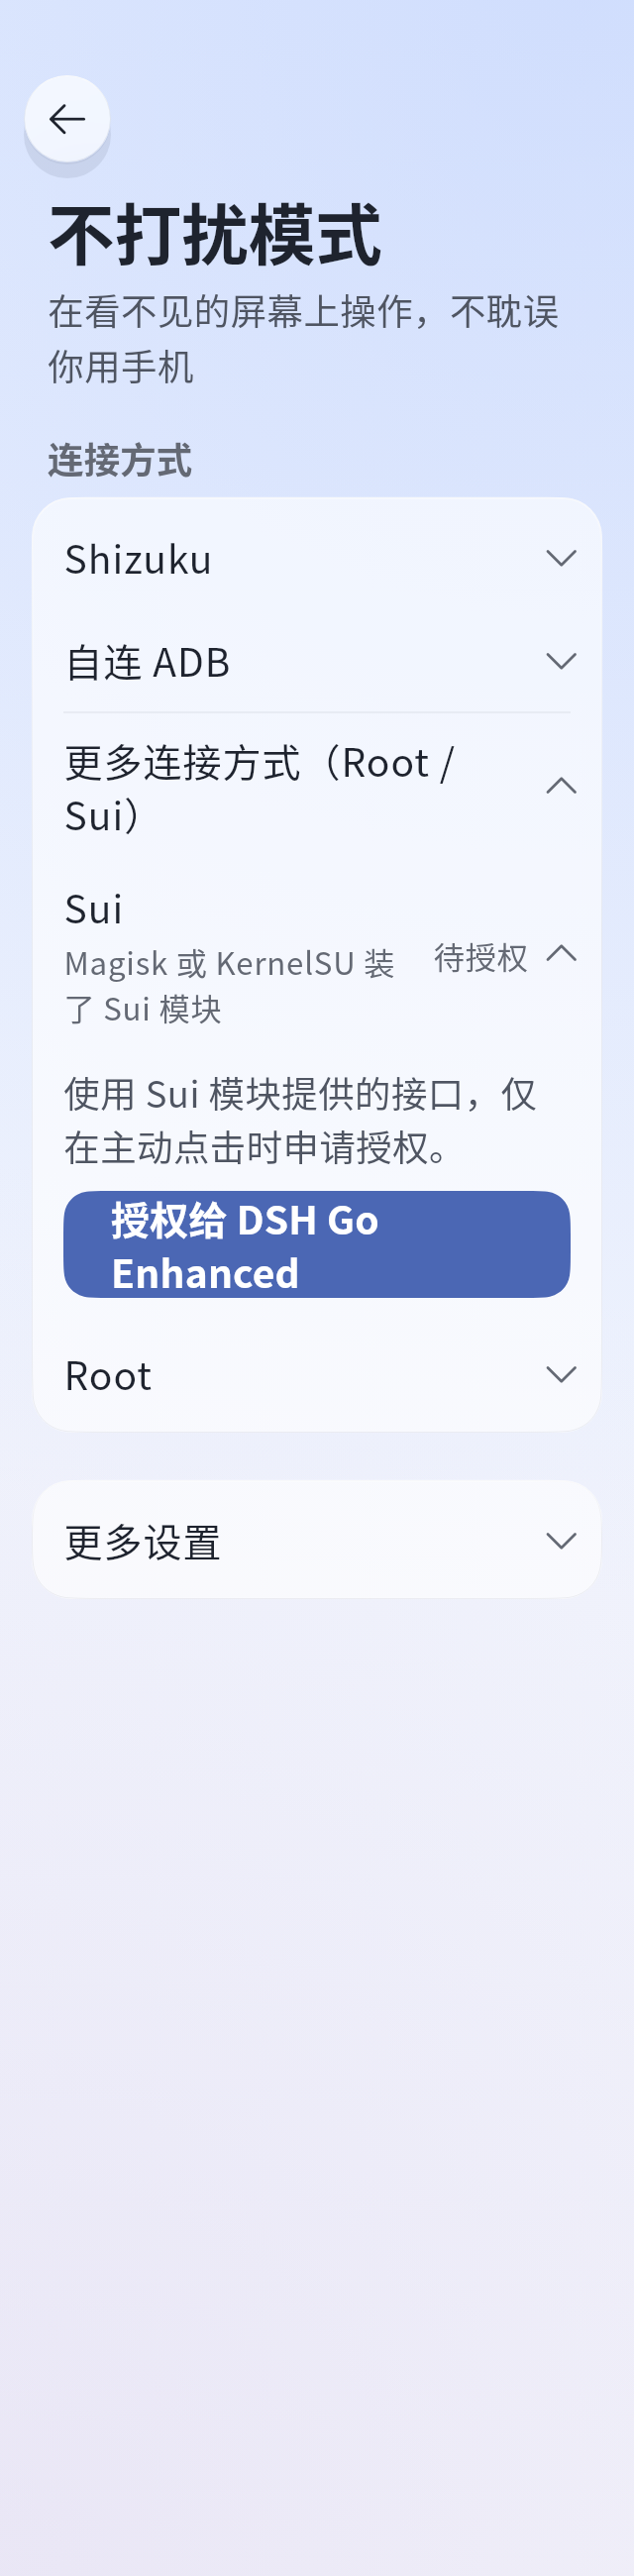 不打扰模式
在看不见的屏幕上操作，不耽误
你用手机
连接方式
Shizuku
自连 ADB
更多连接方式（Root /
Sui）
Sui
Magisk 或 KernelSU 装
了 Sui 模块
待授权
使用 Sui 模块提供的接口，仅
在主动点击时申请授权。
授权给 DSH Go
Enhanced
Root
更多设置